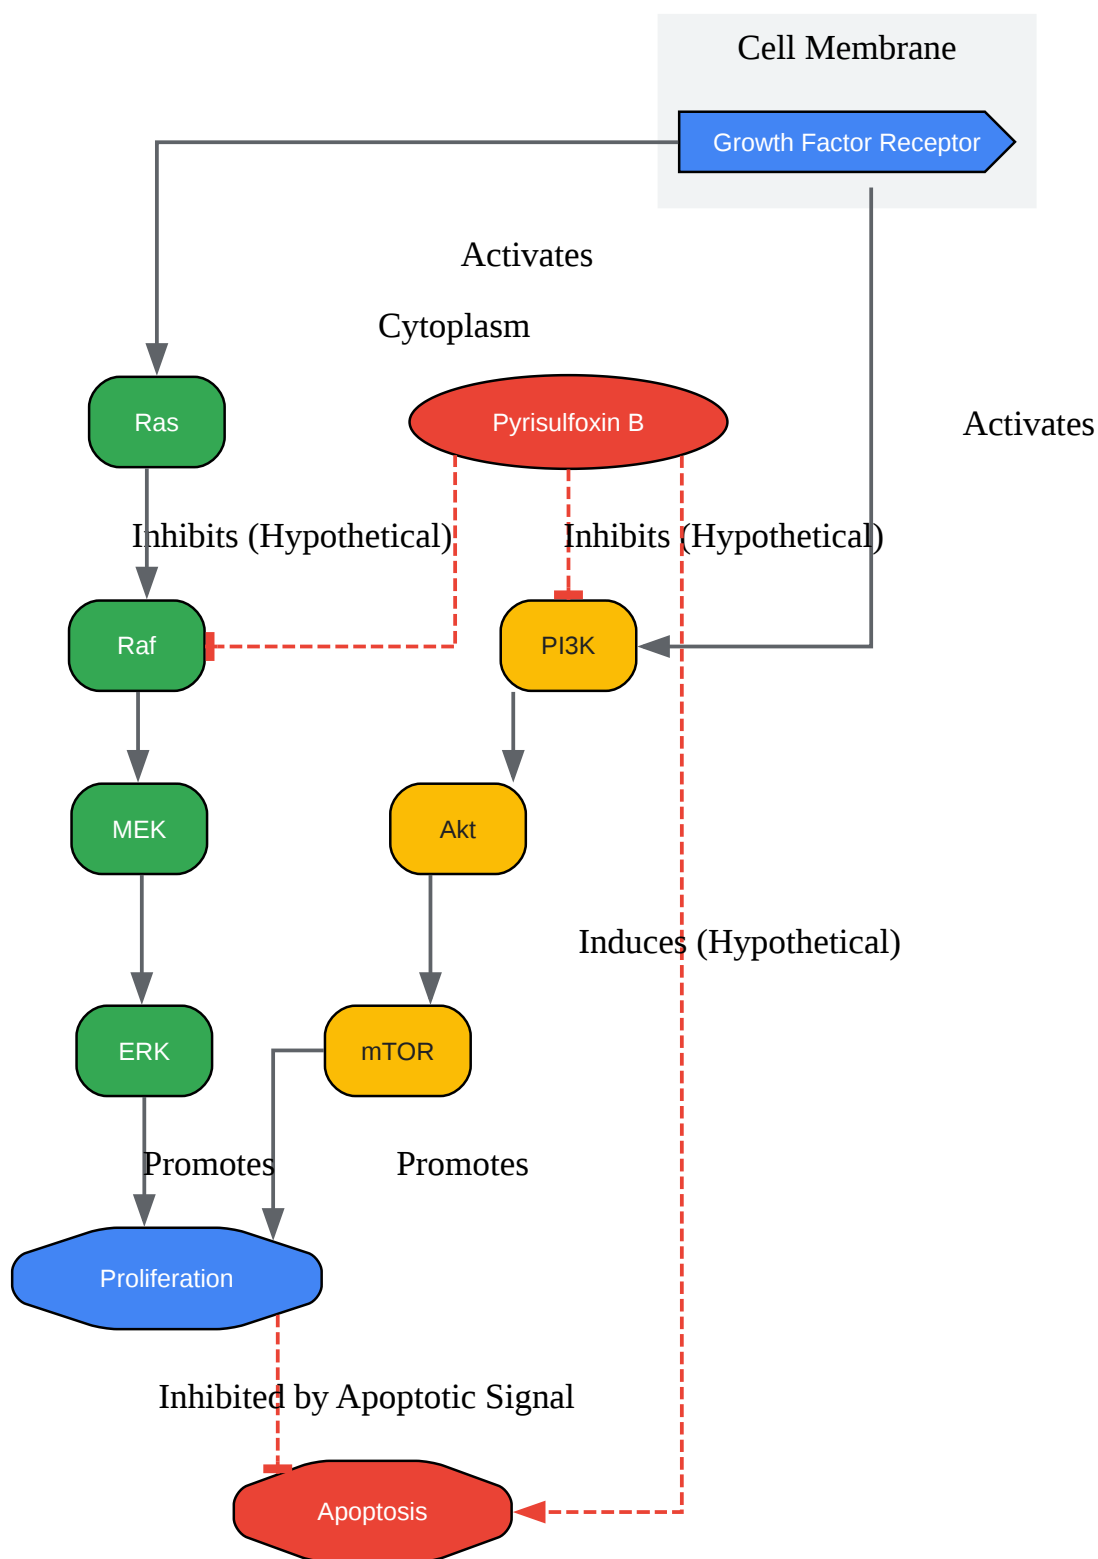 Cell Membrane
Growth Factor Receptor
Activates
Cytoplasm
Ras
Pyrisulfoxin B
Activates
Inhibits (Hypothetical)
Inhibits (Hypothetical)
Raf
PI3K
MEK
Akt
Induces (Hypothetical)
ERK
mTOR
Promotes
Promotes
Proliferation
Inhibited by Apoptotic Signal
Apoptosis